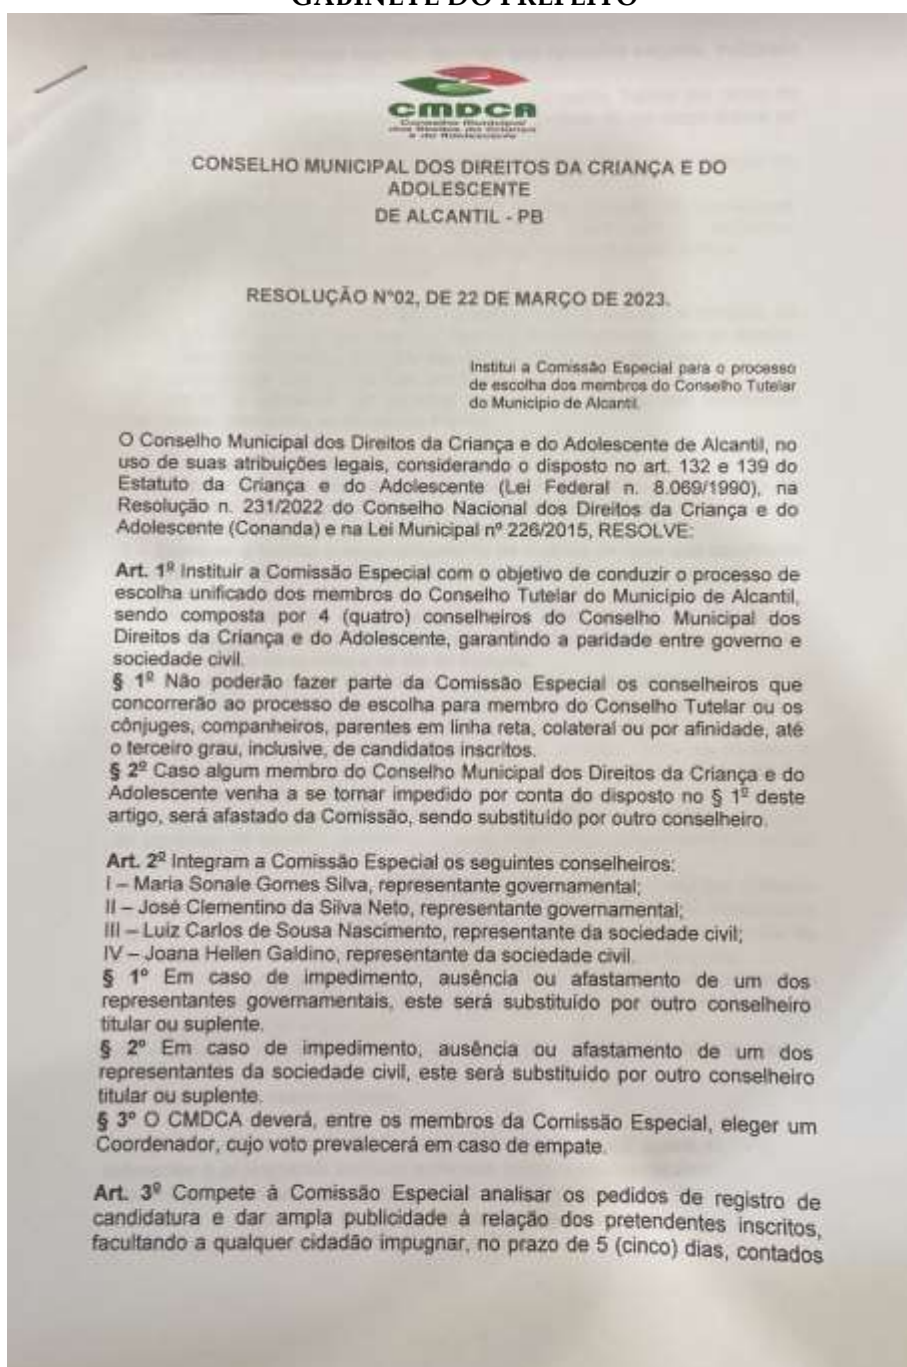 GABINETE DO PREFEITO
CMDCA
Conselho Municipal
dos Direitos da Criança
e do Adolescente
CONSELHO MUNICIPAL DOS DIREITOS DA CRIANÇA E DO
ADOLESCENTE
DE ALCANTIL - PB
RESOLUÇÃO N°02, DE 22 DE MARÇO DE 2023.
Institui a Comissão Especial para o processo
de escolha dos membros do Conselho Tutelar
do Município de Alcantil.
O Conselho Municipal dos Direitos da Criança e do Adolescente de Alcantil, no
uso de suas atribuições legais, considerando o disposto no art. 132 e 139 do
Estatuto da Criança e do Adolescente (Lei Federal n. 8.069/1990), na
Resolução n. 231/2022 do Conselho Nacional dos Direitos da Criança e do
Adolescente (Conanda) e na Lei Municipal nº 226/2015, RESOLVE:
Art. 1º Instituir a Comissão Especial com o objetivo de conduzir o processo de
escolha unificado dos membros do Conselho Tutelar do Município de Alcantil,
sendo composta por 4 (quatro) conselheiros do Conselho Municipal dos
Direitos da Criança e do Adolescente, garantindo a paridade entre governo e
sociedade civil.
§ 1º Não poderão fazer parte da Comissão Especial os conselheiros que
concorrerão ao processo de escolha para membro do Conselho Tutelar ou os
cônjuges, companheiros, parentes em linha reta, colateral ou por afinidade, até
o terceiro grau, inclusive, de candidatos inscritos.
§ 2º Caso algum membro do Conselho Municipal dos Direitos da Criança e do
Adolescente venha a se tornar impedido por conta do disposto no § 1º deste
artigo, será afastado da Comissão, sendo substituído por outro conselheiro.
Art. 2º Integram a Comissão Especial os seguintes conselheiros:
I – Maria Sonale Gomes Silva, representante governamental;
II – José Clementino da Silva Neto, representante governamental;
III – Luiz Carlos de Sousa Nascimento, representante da sociedade civil;
IV – Joana Hellen Galdino, representante da sociedade civil.
§ 1º Em caso de impedimento, ausência ou afastamento de um dos
representantes governamentais, este será substituído por outro conselheiro
titular ou suplente.
§ 2º Em caso de impedimento, ausência ou afastamento de um dos
representantes da sociedade civil, este será substituído por outro conselheiro
titular ou suplente.
§ 3º O CMDCA deverá, entre os membros da Comissão Especial, eleger um
Coordenador, cujo voto prevalecerá em caso de empate.
Art. 3º Compete à Comissão Especial analisar os pedidos de registro de
candidatura e dar ampla publicidade à relação dos pretendentes inscritos,
facultando a qualquer cidadão impugnar, no prazo de 5 (cinco) dias, contados